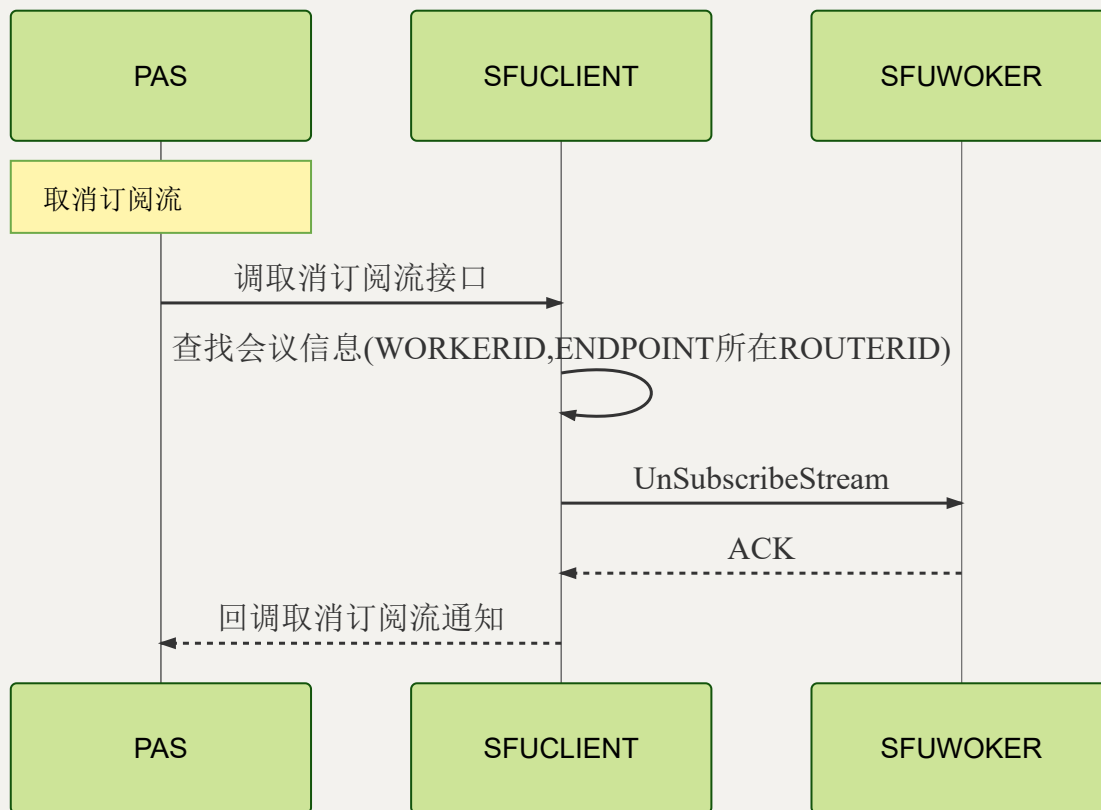 PAS
SFUCLIENT
SFUWOKER
取消订阅流
调取消订阅流接口
查找会议信息(WORKERID,ENDPOINT所在ROUTERID)
UnSubscribeStream
ACK
回调取消订阅流通知
PAS
SFUCLIENT
SFUWOKER